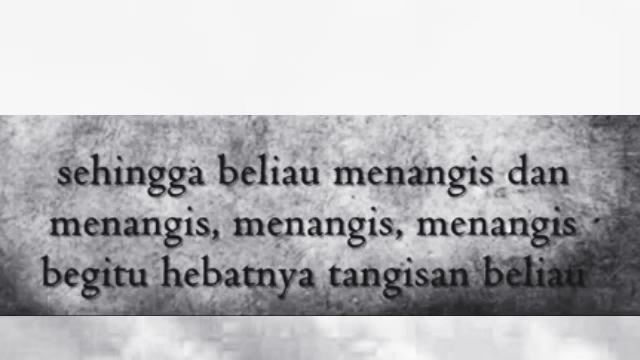 sehingga beliau menangis dan
menangis, menangis, menangis
begitu hebatnya tangisan beliau